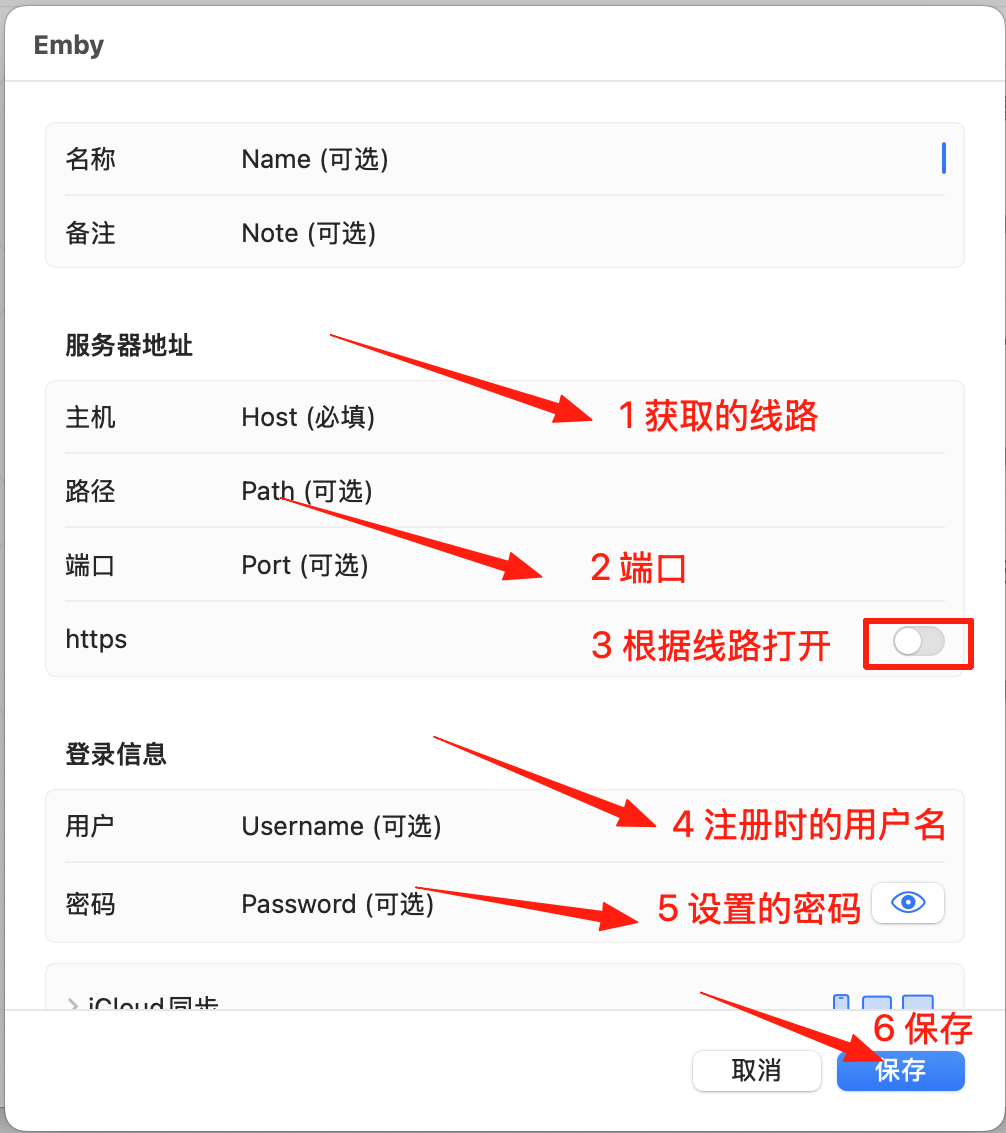 Emby
名称 Name (可选)
备注 Note (可选)
服务器地址
主机 Host (必填) 1 获取的线路
路径 Path (可选)
端口 Port (可选) 2 端口
https 3 根据线路打开
登录信息
用户 Username (可选) 4 注册时的用户名
密码 Password (可选) 5 设置的密码
iCloud同步
6 保存
取消 保存